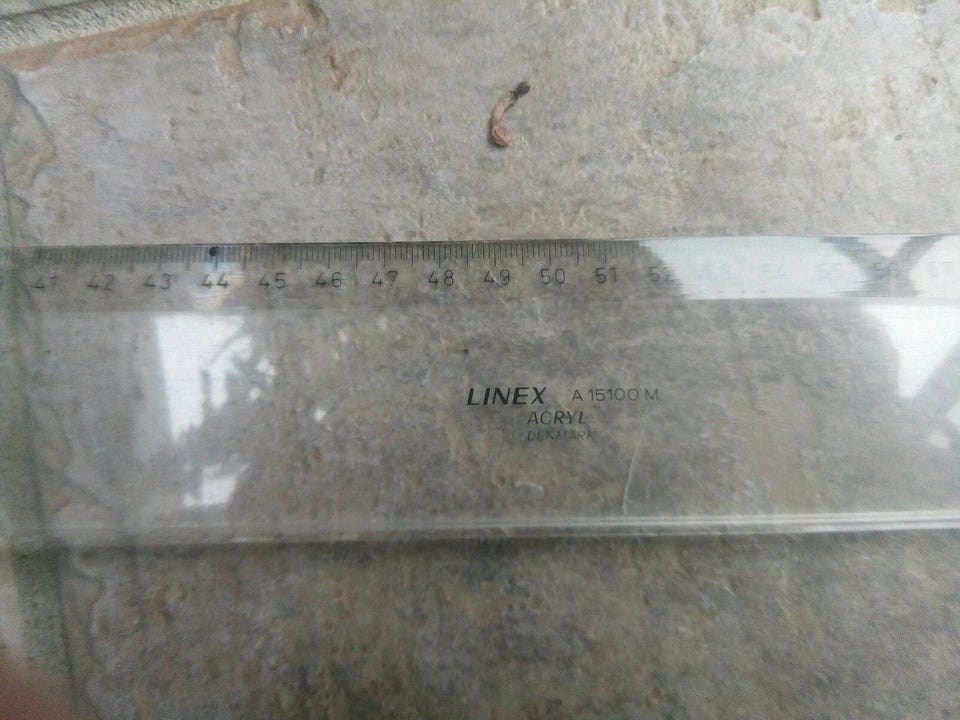 41 42 43 44 45 46 47 48 49 50 51 52
LINEX A 15100 M
ACRYL
DENMARK